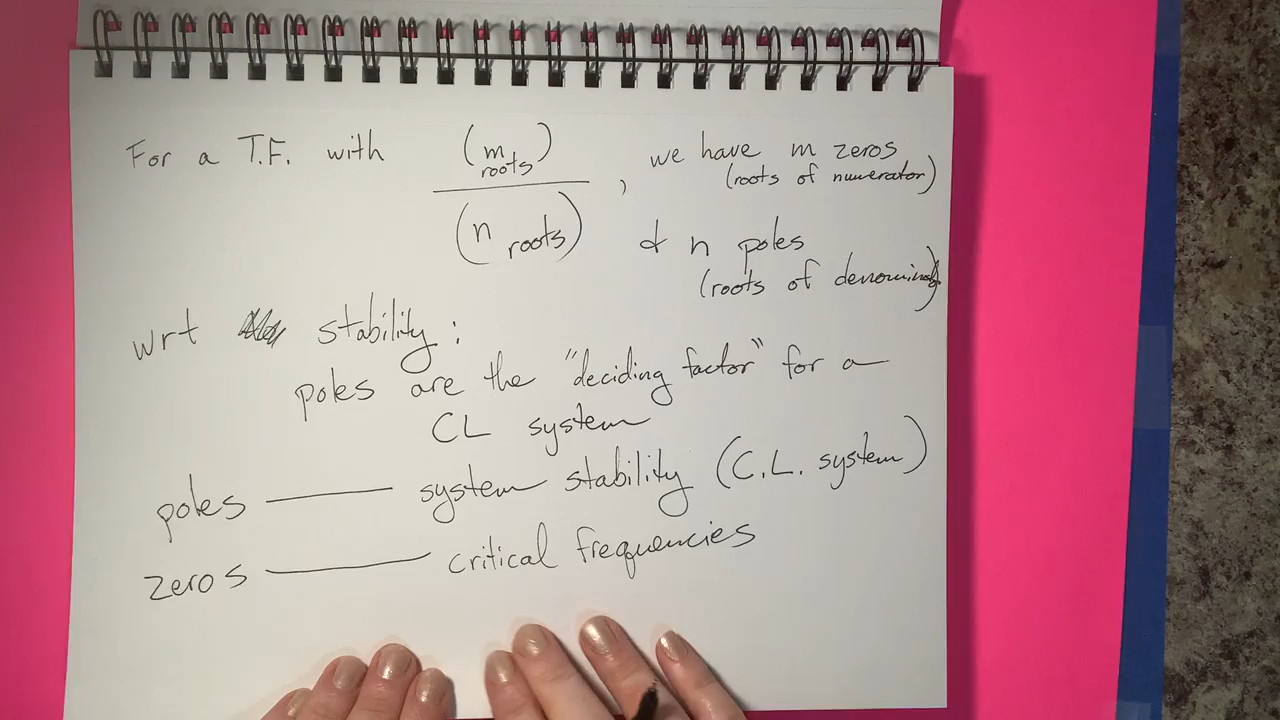 For a T.F. with (m roots) / (n roots) , we have m zeros
(roots of numerator)
& n poles
(roots of denominator)
wrt stability :
poles are the "deciding factor" for a
CL system
poles —— system stability (C.L. system)
zeros —— critical frequencies